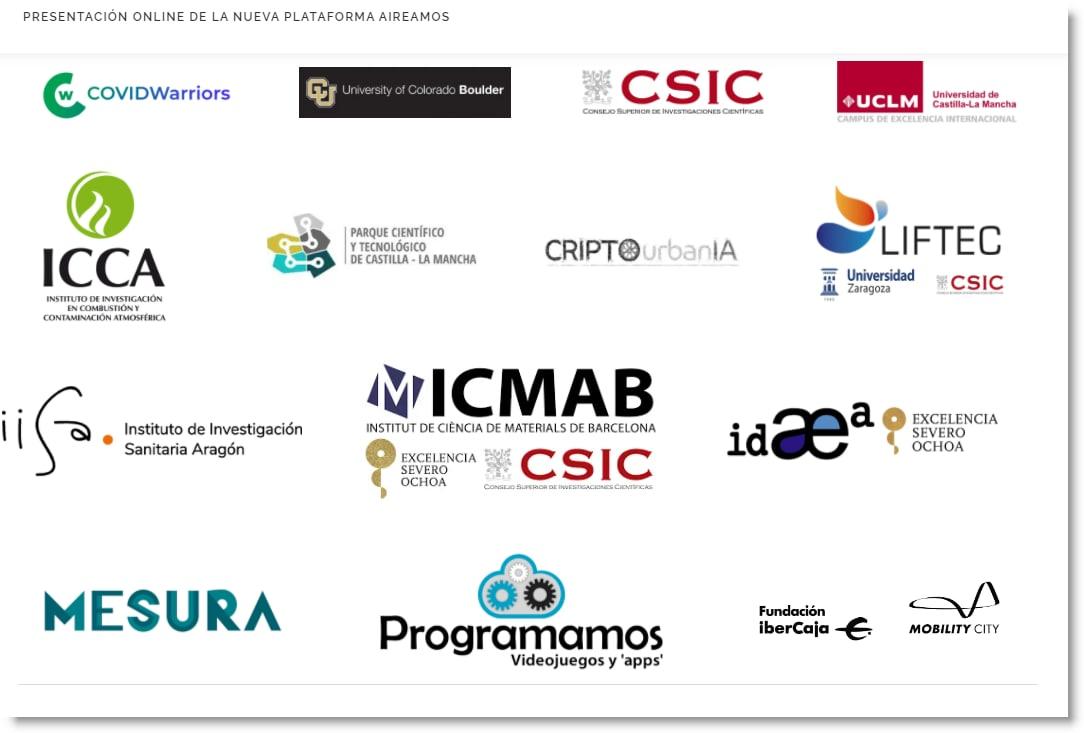 PRESENTACIÓN ONLINE DE LA NUEVA PLATAFORMA AIREAMOS
CW COVIDWarriors
CU University of Colorado Boulder
CSIC
CONSEJO SUPERIOR DE INVESTIGACIONES CIENTÍFICAS
UCLM Universidad de
Castilla-La Mancha
CAMPUS DE EXCELENCIA INTERNACIONAL
ICCA
INSTITUTO DE INVESTIGACIÓN
EN COMBUSTIÓN Y
CONTAMINACIÓN ATMOSFÉRICA
PARQUE CIENTÍFICO
Y TECNOLÓGICO
DE CASTILLA - LA MANCHA
CRIPTOurbanIA
LIFTEC
Universidad
Zaragoza
CSIC
iisa.
Instituto de Investigación
Sanitaria Aragón
M ICMAB
INSTITUT DE CIÈNCIA DE MATERIALS DE BARCELONA
EXCELENCIA
SEVERO
OCHOA
CSIC
CONSEJO SUPERIOR DE INVESTIGACIONES CIENTÍFICAS
idæa
EXCELENCIA
SEVERO
OCHOA
MESURA
Programamos
Videojuegos y 'apps'
Fundación
iberCaja
MOBILITY CITY